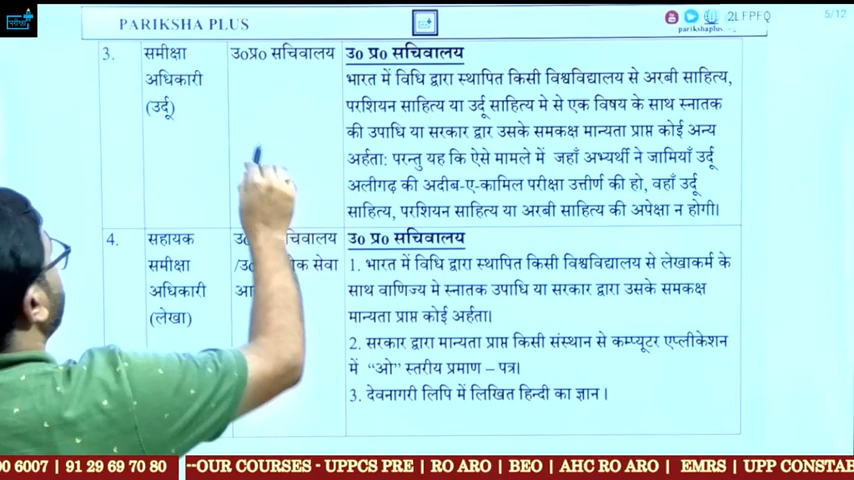 परीक्षा
PARIKSHA PLUS
2LFPFQ
5/12
parikshaplus
3.
समीक्षा
अधिकारी
(उर्दू)
उ0प्र0 सचिवालय
उ0 प्र0 सचिवालय
भारत में विधि द्वारा स्थापित किसी विश्वविद्यालय से अरबी साहित्य,
परशियन साहित्य या उर्दू साहित्य मे से एक विषय के साथ स्नातक
की उपाधि या सरकार द्वार उसके समकक्ष मान्यता प्राप्त कोई अन्य
अर्हता: परन्तु यह कि ऐसे मामले में जहाँ अभ्यर्थी ने जामियाँ उर्दू
अलीगढ़ की अदीब-ए-कामिल परीक्षा उत्तीर्ण की हो, वहाँ उर्दू
साहित्य, परशियन साहित्य या अरबी साहित्य की अपेक्षा न होगी।
4.
सहायक
समीक्षा
अधिकारी
(लेखा)
सचिवालय
सेवा
उ0 प्र0 सचिवालय
1. भारत में विधि द्वारा स्थापित किसी विश्वविद्यालय से लेखाकर्म के
साथ वाणिज्य मे स्नातक उपाधि या सरकार द्वारा उसके समकक्ष
मान्यता प्राप्त कोई अर्हता।
2. सरकार द्वारा मान्यता प्राप्त किसी संस्थान से कम्प्यूटर एप्लीकेशन
में “ओ” स्तरीय प्रमाण – पत्र।
3. देवनागरी लिपि में लिखित हिन्दी का ज्ञान।
00 6007 | 91 29 69 70 80
--OUR COURSES - UPPCS PRE | RO ARO | BEO | AHC RO ARO | EMRS | UPP CONSTAB